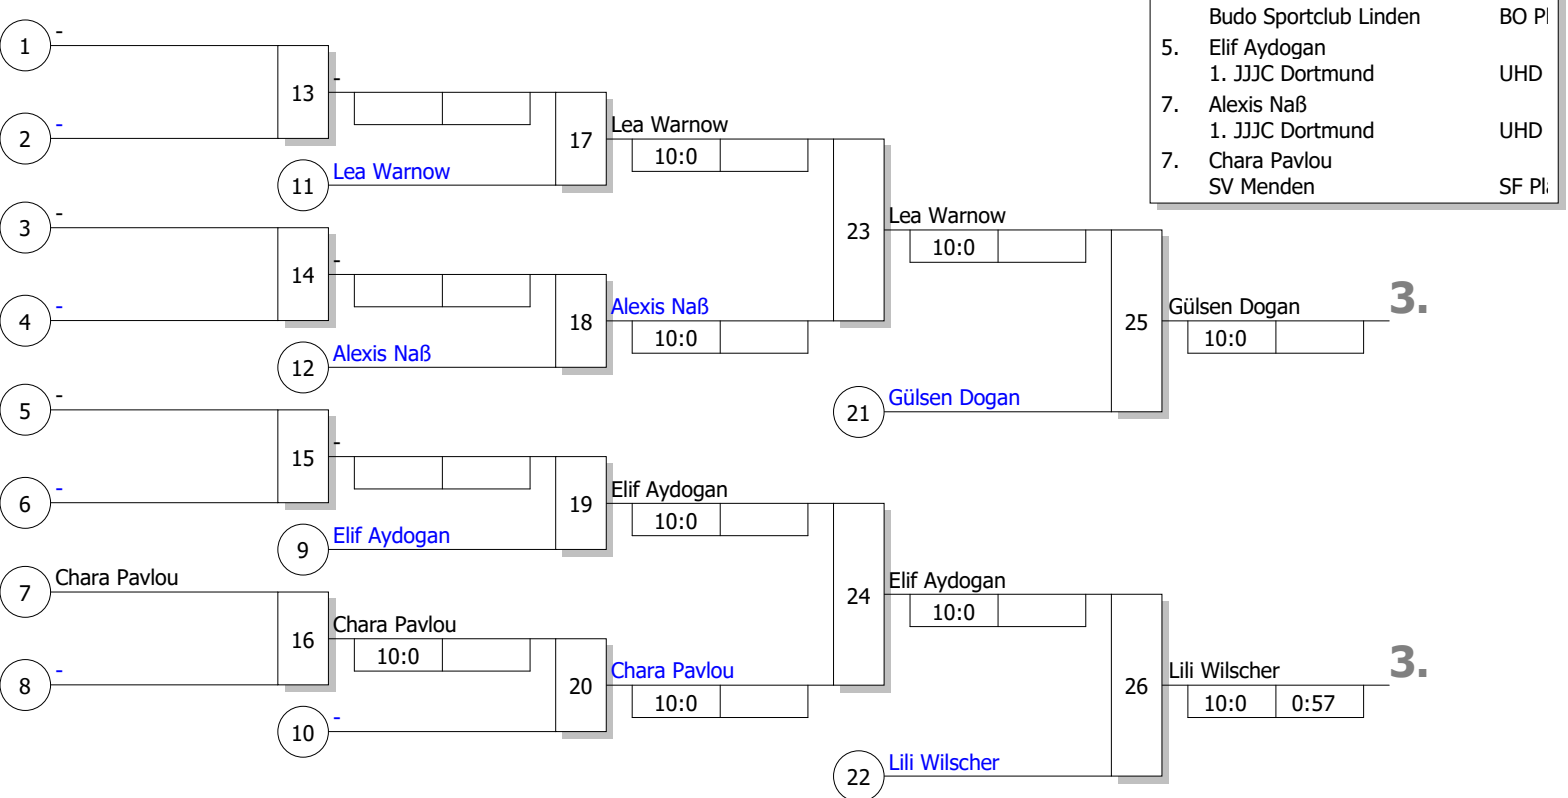 Budo Sportclub Linden BO
5. Elif Aydogan
1. JJJC Dortmund UHD
7. Alexis Naß
1. JJJC Dortmund UHD
7. Chara Pavlou
SV Menden SF
1 -
13 -
2 -
17 Lea Warnow
10:0
11 Lea Warnow
3 -
23 Lea Warnow
10:0
14 -
4 -
18 Alexis Naß
10:0
12 Alexis Naß
25 Gülsen Dogan 3.
10:0
5 -
21 Gülsen Dogan
15 -
6 -
19 Elif Aydogan
10:0
9 Elif Aydogan
7 Chara Pavlou
24 Elif Aydogan
10:0
16 Chara Pavlou
10:0
8 -
20 Chara Pavlou
10:0
10 -
26 Lili Wilscher 3.
10:0 0:57
22 Lili Wilscher